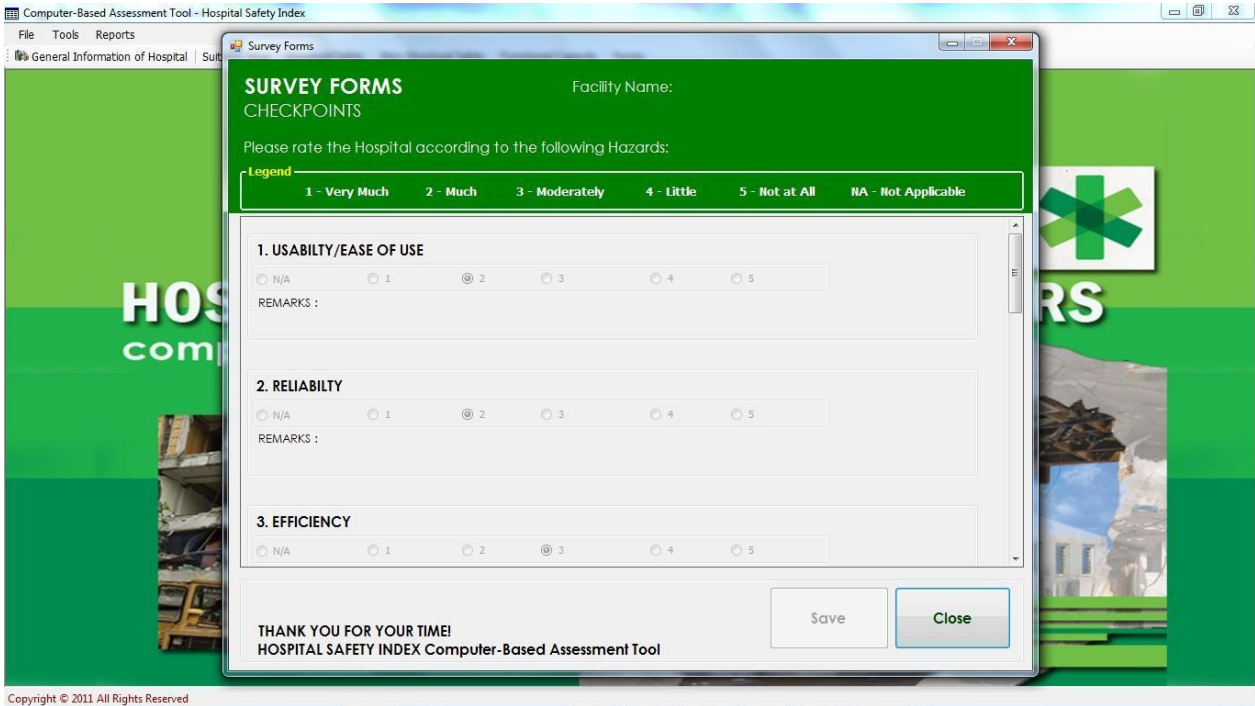 Computer-Based Assessment Tool - Hospital Safety Index
File Tools Reports
General Information of Hospital Suit
Survey Forms
SURVEY FORMS
Facility Name:
CHECKPOINTS
Please rate the Hospital according to the following Hazards:
Legend
1 - Very Much 2 - Much 3 - Moderately 4 - Little 5 - Not at All NA - Not Applicable
1. USABILTY/EASE OF USE
N/A 1 2 3 4 5
REMARKS :
2. RELIABILTY
N/A 1 2 3 4 5
REMARKS :
3. EFFICIENCY
N/A 1 2 3 4 5
HOS RS
com
Save Close
THANK YOU FOR YOUR TIME!
HOSPITAL SAFETY INDEX Computer-Based Assessment Tool
Copyright © 2011 All Rights Reserved